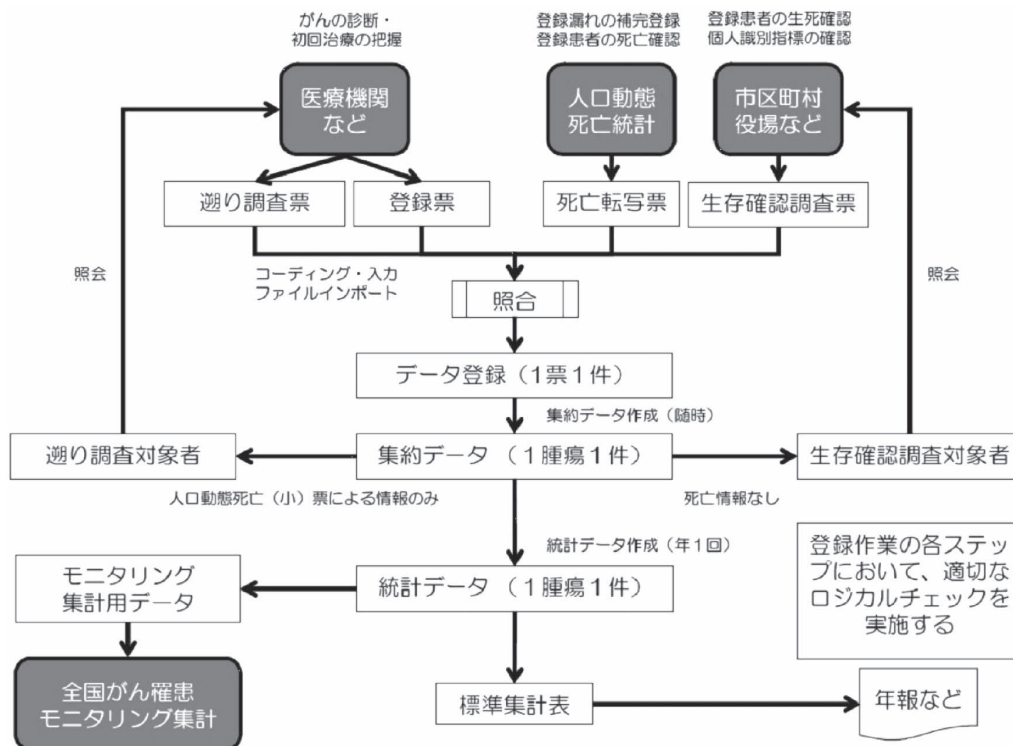 がんの診断・
初回治療の把握
登録漏れの補完登録
登録患者の死亡確認
登録患者の生死確認
個人識別指標の確認
医療機関
など
人口動態
死亡統計
市区町村
役場など
遡り調査票
登録票
死亡転写票
生存確認調査票
照会
コーディング・入力
ファイルインポート
照会
照合
データ登録（1票1件）
集約データ作成（随時）
遡り調査対象者
集約データ（1腫瘍1件）
生存確認調査対象者
人口動態死亡（小）票による情報のみ
死亡情報なし
統計データ作成（年1回）
モニタリング
集計用データ
統計データ（1腫瘍1件）
登録作業の各ステッ
プにおいて、適切な
ロジカルチェックを
実施する
全国がん罹患
モニタリング集計
標準集計表
年報など